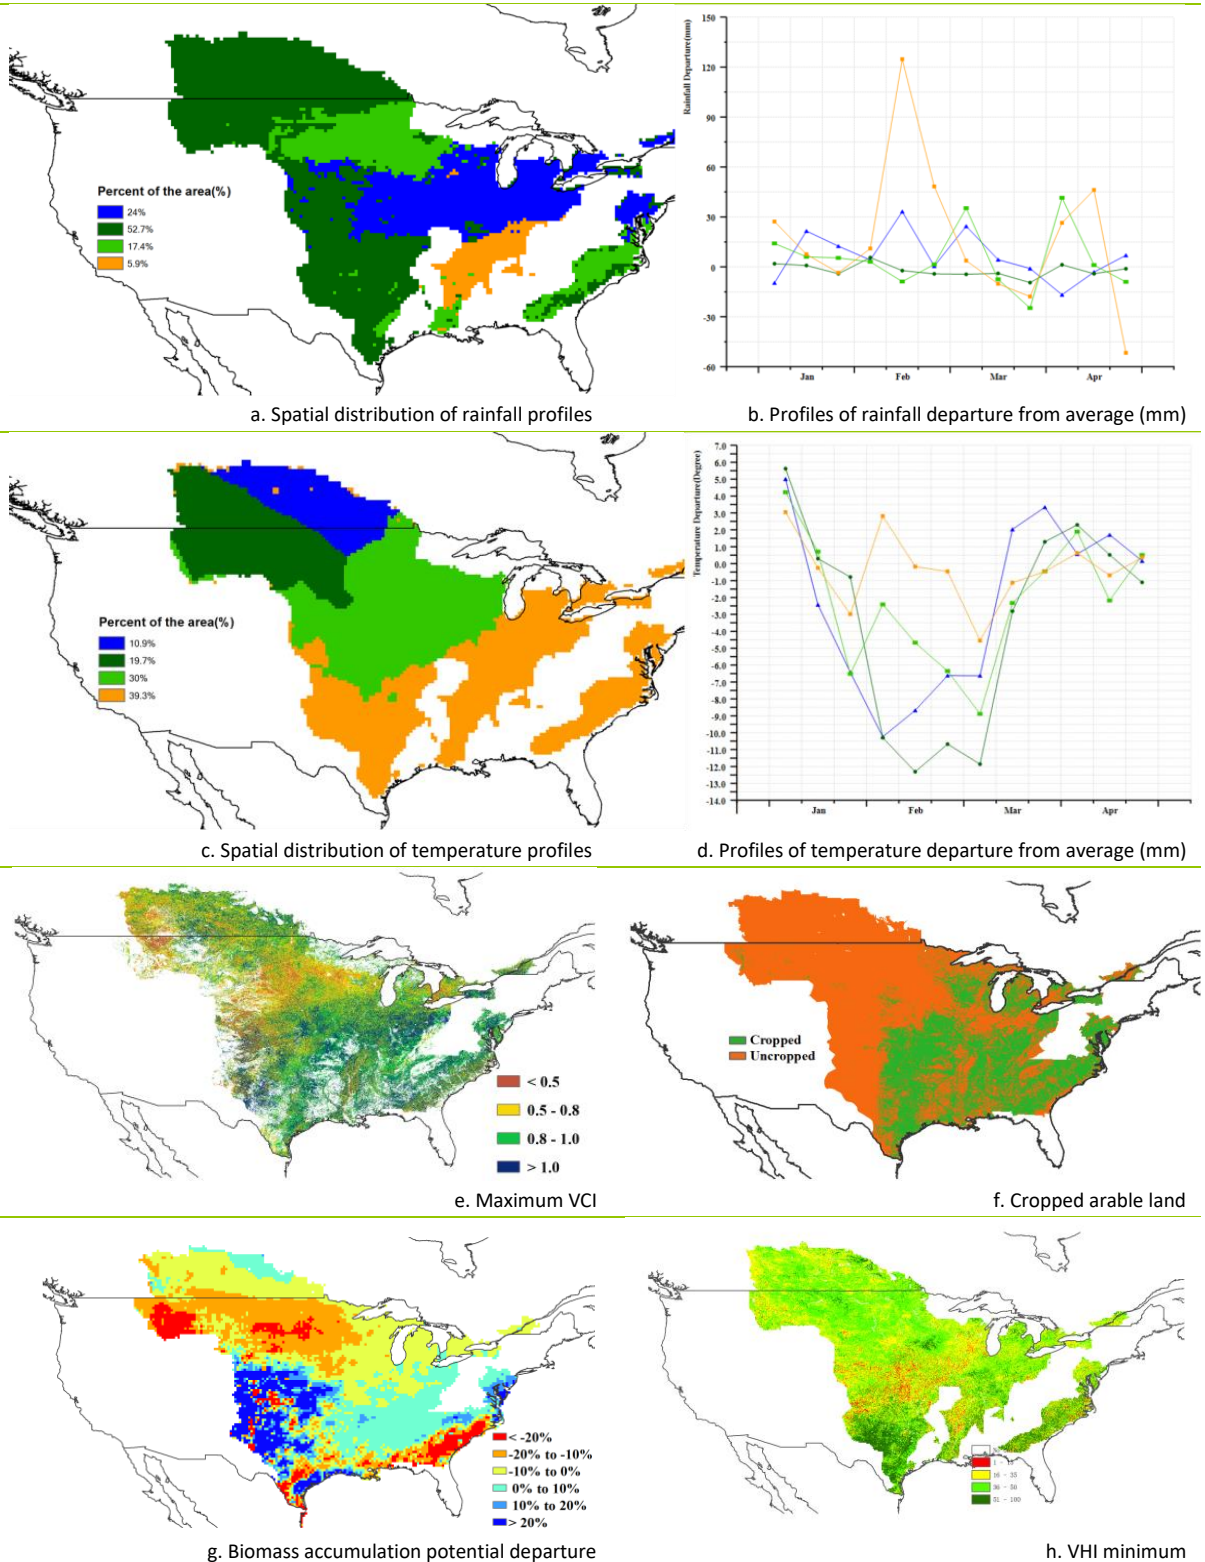 Percent of the area(%)
24%
52.7%
17.4%
5.9%
a. Spatial distribution of rainfall profiles
Rainfall Departure(mm)
150
120
90
60
30
0
-30
-60
Jan
Feb
Mar
Apr
b. Profiles of rainfall departure from average (mm)
Percent of the area(%)
10.9%
19.7%
30%
39.3%
c. Spatial distribution of temperature profiles
Temperature Departure(Degree)
7.0
6.0
5.0
4.0
3.0
2.0
1.0
0.0
-1.0
-2.0
-3.0
-4.0
-5.0
-6.0
-7.0
-8.0
-9.0
-10.0
-11.0
-12.0
-13.0
-14.0
Jan
Feb
Mar
Apr
d. Profiles of temperature departure from average (mm)
< 0.5
0.5 - 0.8
0.8 - 1.0
> 1.0
e. Maximum VCI
Cropped
Uncropped
f. Cropped arable land
< -20%
-20% to -10%
-10% to 0%
0% to 10%
10% to 20%
> 20%
g. Biomass accumulation potential departure
16 - 35
36 - 50
51 - 100
h. VHI minimum